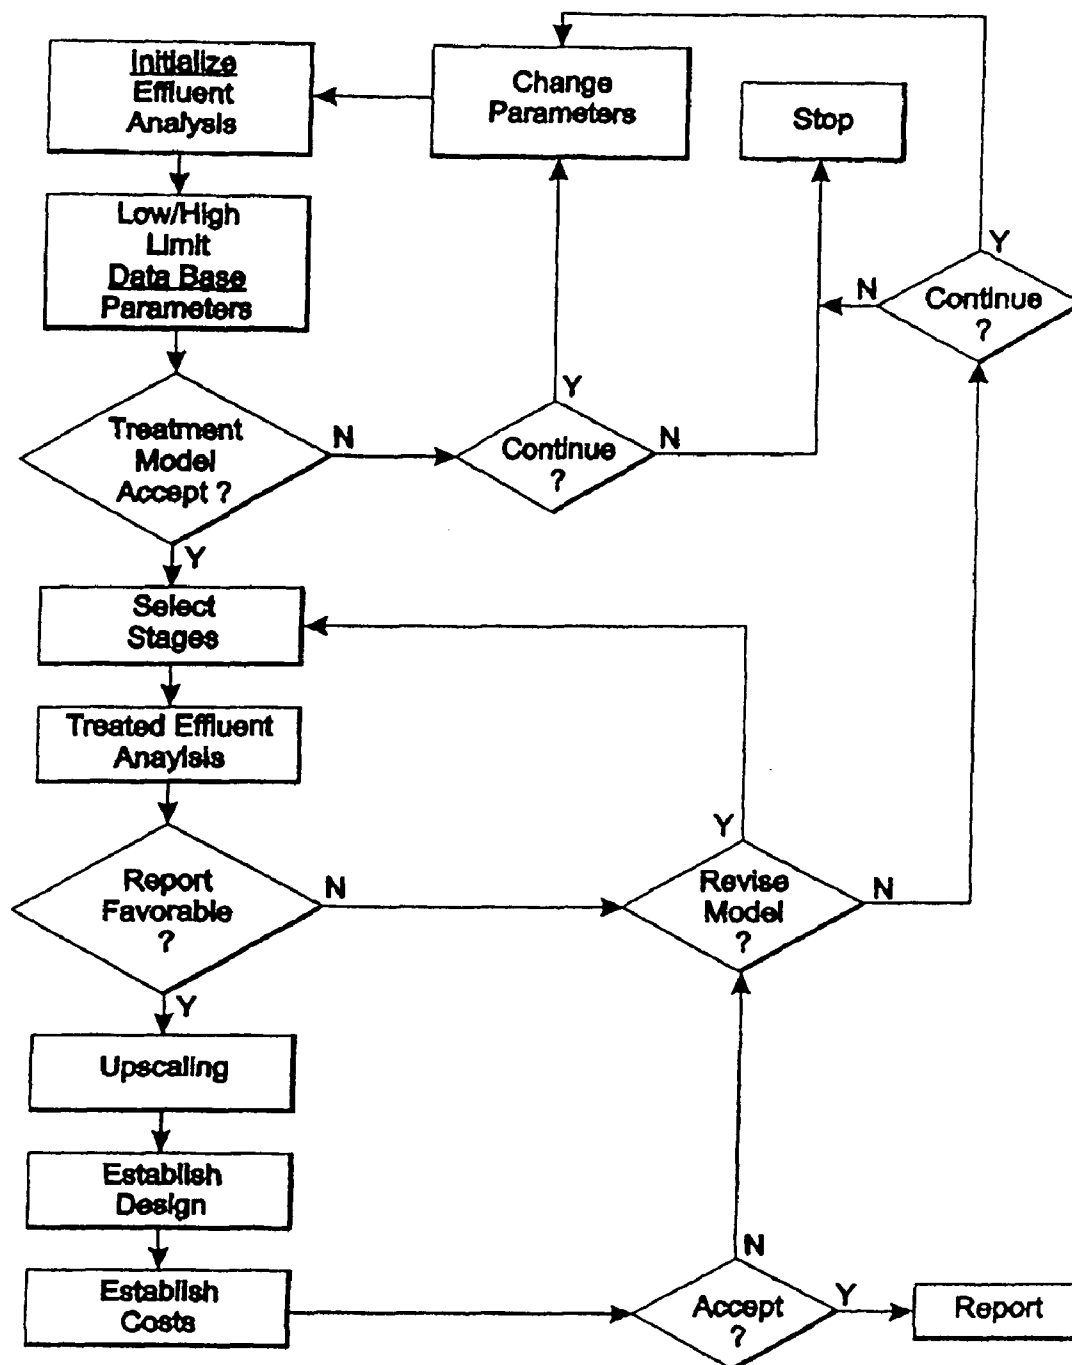 Initialize
Effluent
Analysis
Change
Parameters
Stop
Low/High
Limit
Data Base
Parameters
Y
N
Continue
?
Treatment
Model
Accept ?
N
Y
Continue
?
N
Y
Select
Stages
Treated Effluent
Anaylsis
Report
Favorable
?
N
Y
Revise
Model
?
N
Y
Upscaling
Establish
Design
Establish
Costs
N
Accept
?
Y
Report